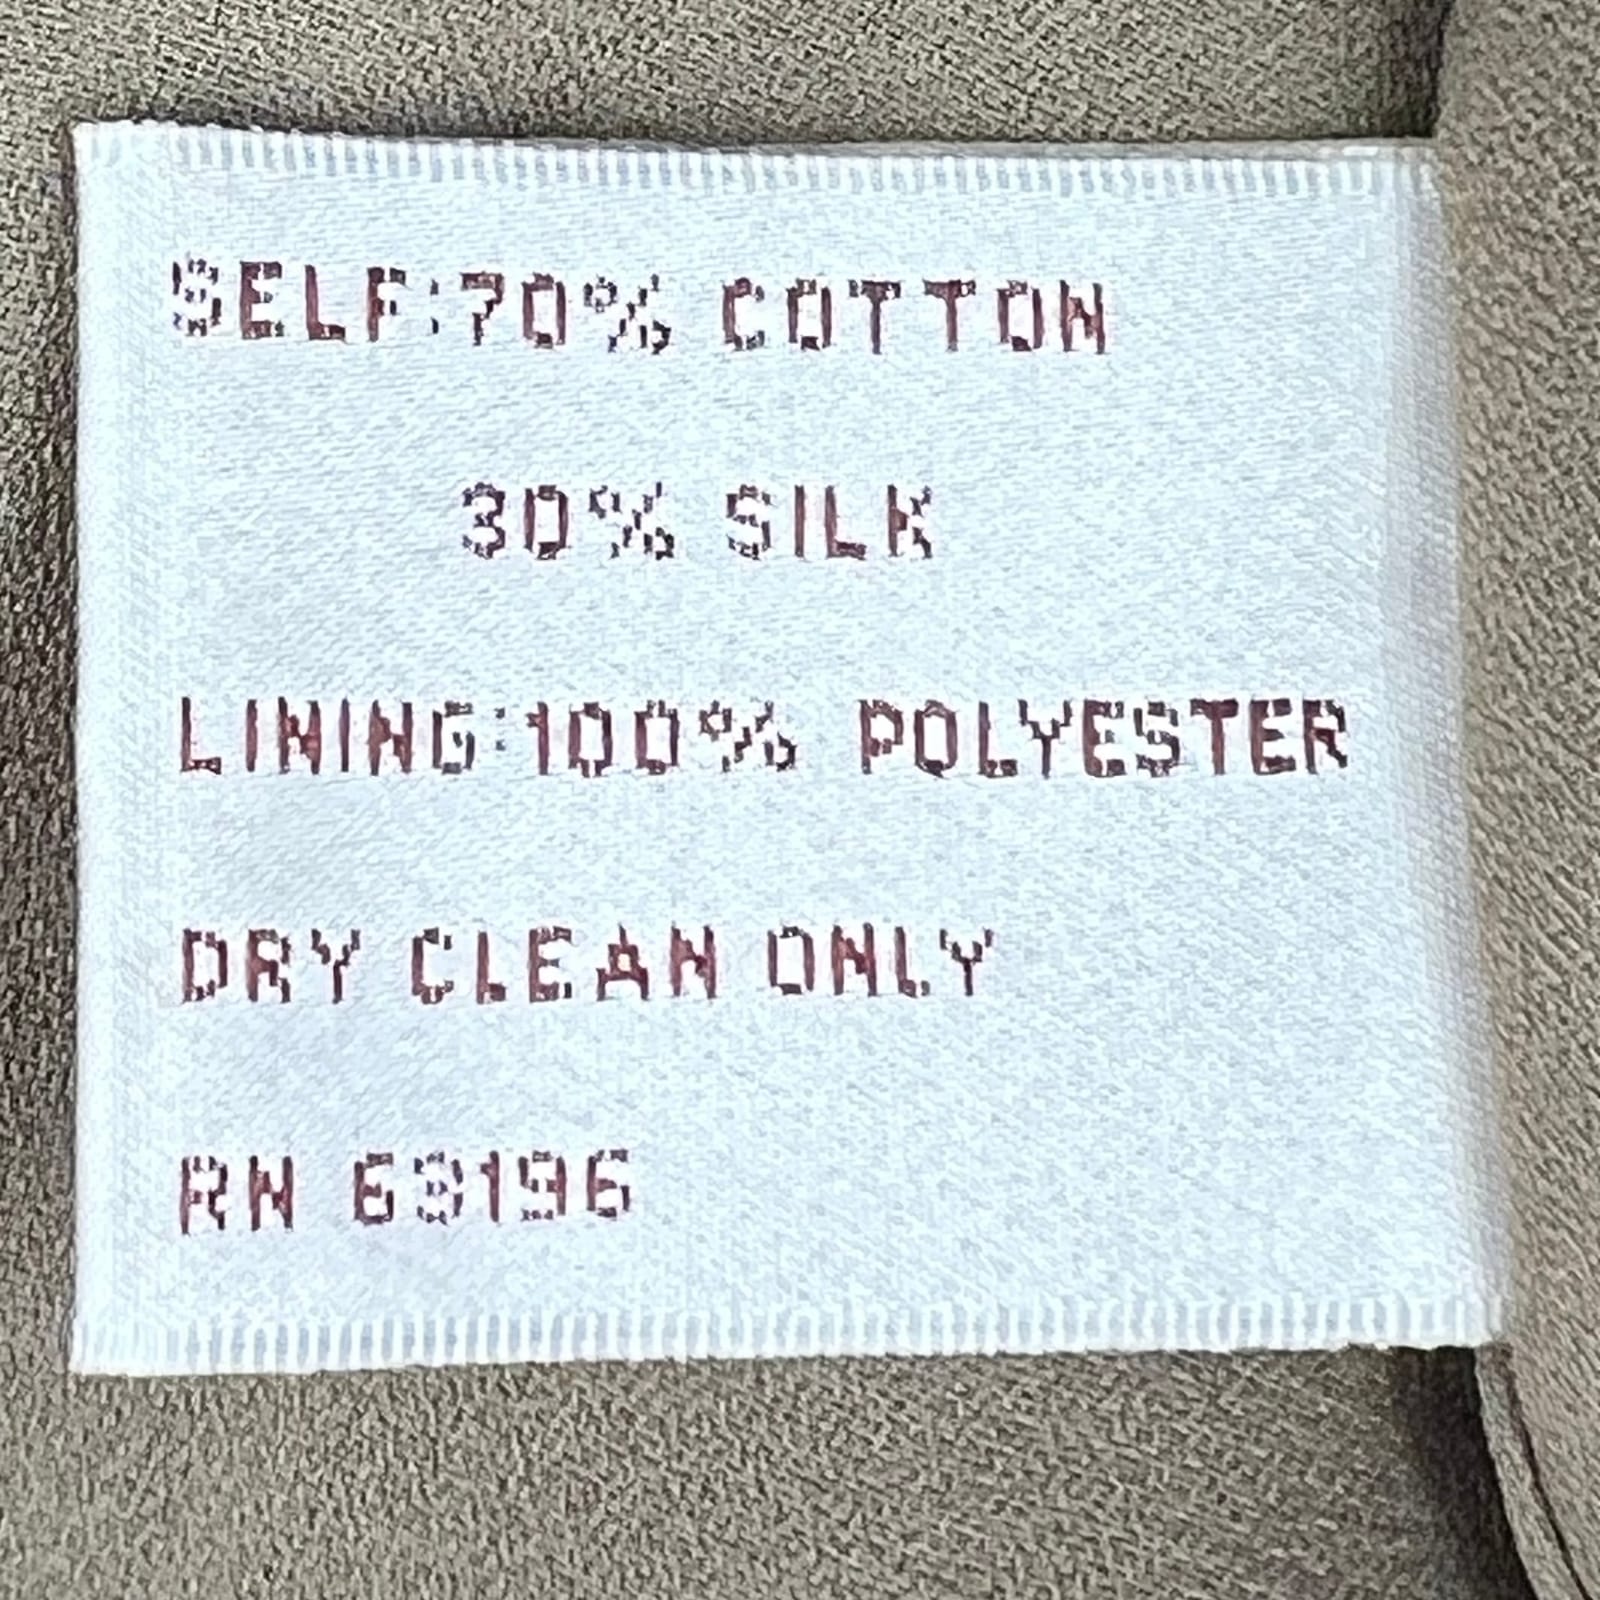 SELF:70% COTTON
30% SILK
LINING:100% POLYESTER
DRY CLEAN ONLY
RN 63196